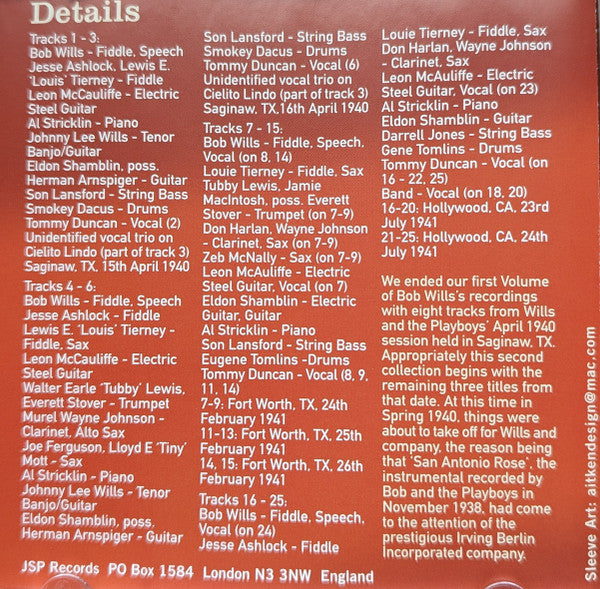 Details
Tracks 1 - 3:
Bob Wills - Fiddle, Speech
Jesse Ashlock, Lewis E.
'Louis' Tierney - Fiddle
Leon McCauliffe - Electric
Steel Guitar
Al Stricklin - Piano
Johnny Lee Wills - Tenor
Banjo/Guitar
Eldon Shamblin, poss.
Herman Arnspiger - Guitar
Son Lansford - String Bass
Smokey Dacus - Drums
Tommy Duncan - Vocal (2)
Unidentified vocal trio on
Cielito Lindo (part of track 3)
Saginaw, TX, 15th April 1940
Tracks 4 - 6:
Bob Wills - Fiddle, Speech
Jesse Ashlock - Fiddle
Lewis E. 'Louis' Tierney -
Fiddle, Sax
Leon McCauliffe - Electric
Steel Guitar
Walter Earle 'Tubby' Lewis,
Everett Stover - Trumpet
Murel Wayne Johnson -
Clarinet, Alto Sax
Joe Ferguson, Lloyd E 'Tiny'
Mott - Sax
Al Stricklin - Piano
Johnny Lee Wills - Tenor
Banjo/Guitar
Eldon Shamblin, poss.
Herman Arnspiger - Guitar
Son Lansford - String Bass
Smokey Dacus - Drums
Tommy Duncan - Vocal (6)
Unidentified vocal trio on
Cielito Lindo (part of track 3)
Saginaw, TX,16th April 1940
Tracks 7 - 15:
Bob Wills - Fiddle, Speech,
Vocal (on 8, 14)
Louie Tierney - Fiddle, Sax
Tubby Lewis, Jamie
MacIntosh, poss. Everett
Stover - Trumpet (on 7-9)
Don Harlan, Wayne Johnson
- Clarinet, Sax (on 7-9)
Zeb McNally - Sax (on 7-9)
Leon McAuliffe - Electric
Steel Guitar, Vocal (on 7)
Eldon Shamblin - Electric
Guitar, Guitar
Al Stricklin - Piano
Son Lansford - String Bass
Eugene Tomlins -Drums
Tommy Duncan - Vocal (8, 9,
11, 14)
7-9: Fort Worth, TX, 24th
February 1941
11-13: Fort Worth, TX, 25th
February 1941
14, 15: Fort Worth, TX, 26th
February 1941
Tracks 16 - 25:
Bob Wills - Fiddle, Speech,
Vocal (on 24)
Jesse Ashlock - Fiddle
Louie Tierney - Fiddle, Sax
Don Harlan, Wayne Johnson
- Clarinet, Sax
Leon McAuliffe - Electric
Steel Guitar, Vocal (on 23)
Al Stricklin - Piano
Eldon Shamblin - Guitar
Darrell Jones - String Bass
Gene Tomlins - Drums
Tommy Duncan - Vocal (on
16 - 22, 25)
Band - Vocal (on 18, 20)
16-20: Hollywood, CA, 23rd
July 1941
21-25: Hollywood, CA, 24th
July 1941
We ended our first Volume
of Bob Wills's recordings
with eight tracks from Wills
and the Playboys' April 1940
session held in Saginaw, TX.
Appropriately this second
collection begins with the
remaining three titles from
that date. At this time in
Spring 1940, things were
about to take off for Wills and
company, the reason being
that 'San Antonio Rose', the
instrumental recorded by
Bob and the Playboys in
November 1938, had come
to the attention of the
prestigious Irving Berlin
Incorporated company.
JSP Records PO Box 1584 London N3 3NW England
Sleeve Art: aitkendesign@mac.com